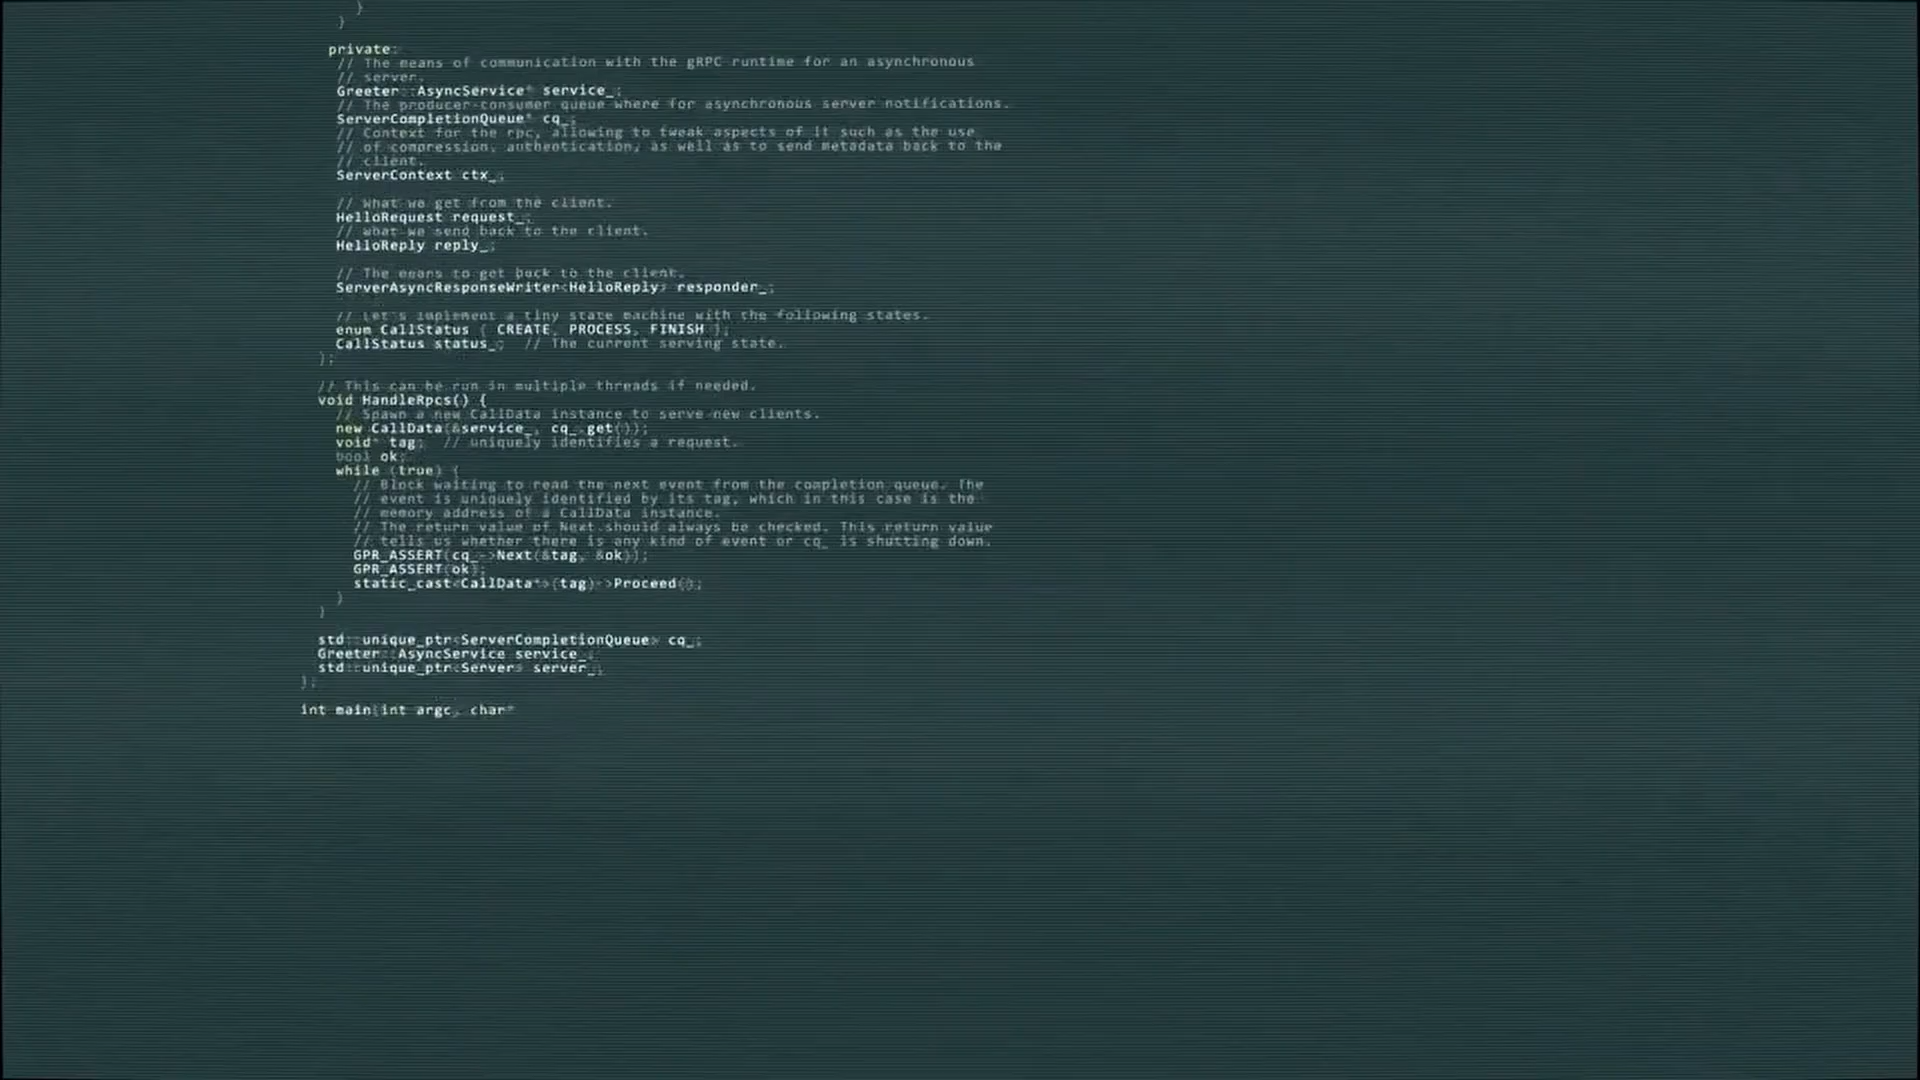 }
}
private:
// The means of communication with the gRPC runtime for an asynchronous
// server.
Greeter::AsyncService* service_;
// The producer-consumer queue where for asynchronous server notifications.
ServerCompletionQueue* cq_;
// Context for the rpc, allowing to tweak aspects of it such as the use
// of compression, authentication, as well as to send metadata back to the
// client.
ServerContext ctx_;
// What we get from the client.
HelloRequest request_;
// What we send back to the client.
HelloReply reply_;
// The means to get back to the client.
ServerAsyncResponseWriter<HelloReply> responder_;
// Let's implement a tiny state machine with the following states.
enum CallStatus { CREATE, PROCESS, FINISH };
CallStatus status_;  // The current serving state.
};
// This can be run in multiple threads if needed.
void HandleRpcs() {
// Spawn a new CallData instance to serve new clients.
new CallData(&service_, cq_.get());
void* tag;  // uniquely identifies a request.
bool ok;
while (true) {
// Block waiting to read the next event from the completion queue. The
// event is uniquely identified by its tag, which in this case is the
// memory address of a CallData instance.
// The return value of Next should always be checked. This return value
// tells us whether there is any kind of event or cq_ is shutting down.
GPR_ASSERT(cq_->Next(&tag, &ok));
GPR_ASSERT(ok);
static_cast<CallData*>(tag)->Proceed();
}
}
std::unique_ptr<ServerCompletionQueue> cq_;
Greeter::AsyncService service_;
std::unique_ptr<Server> server_;
};
int main(int argc, char*